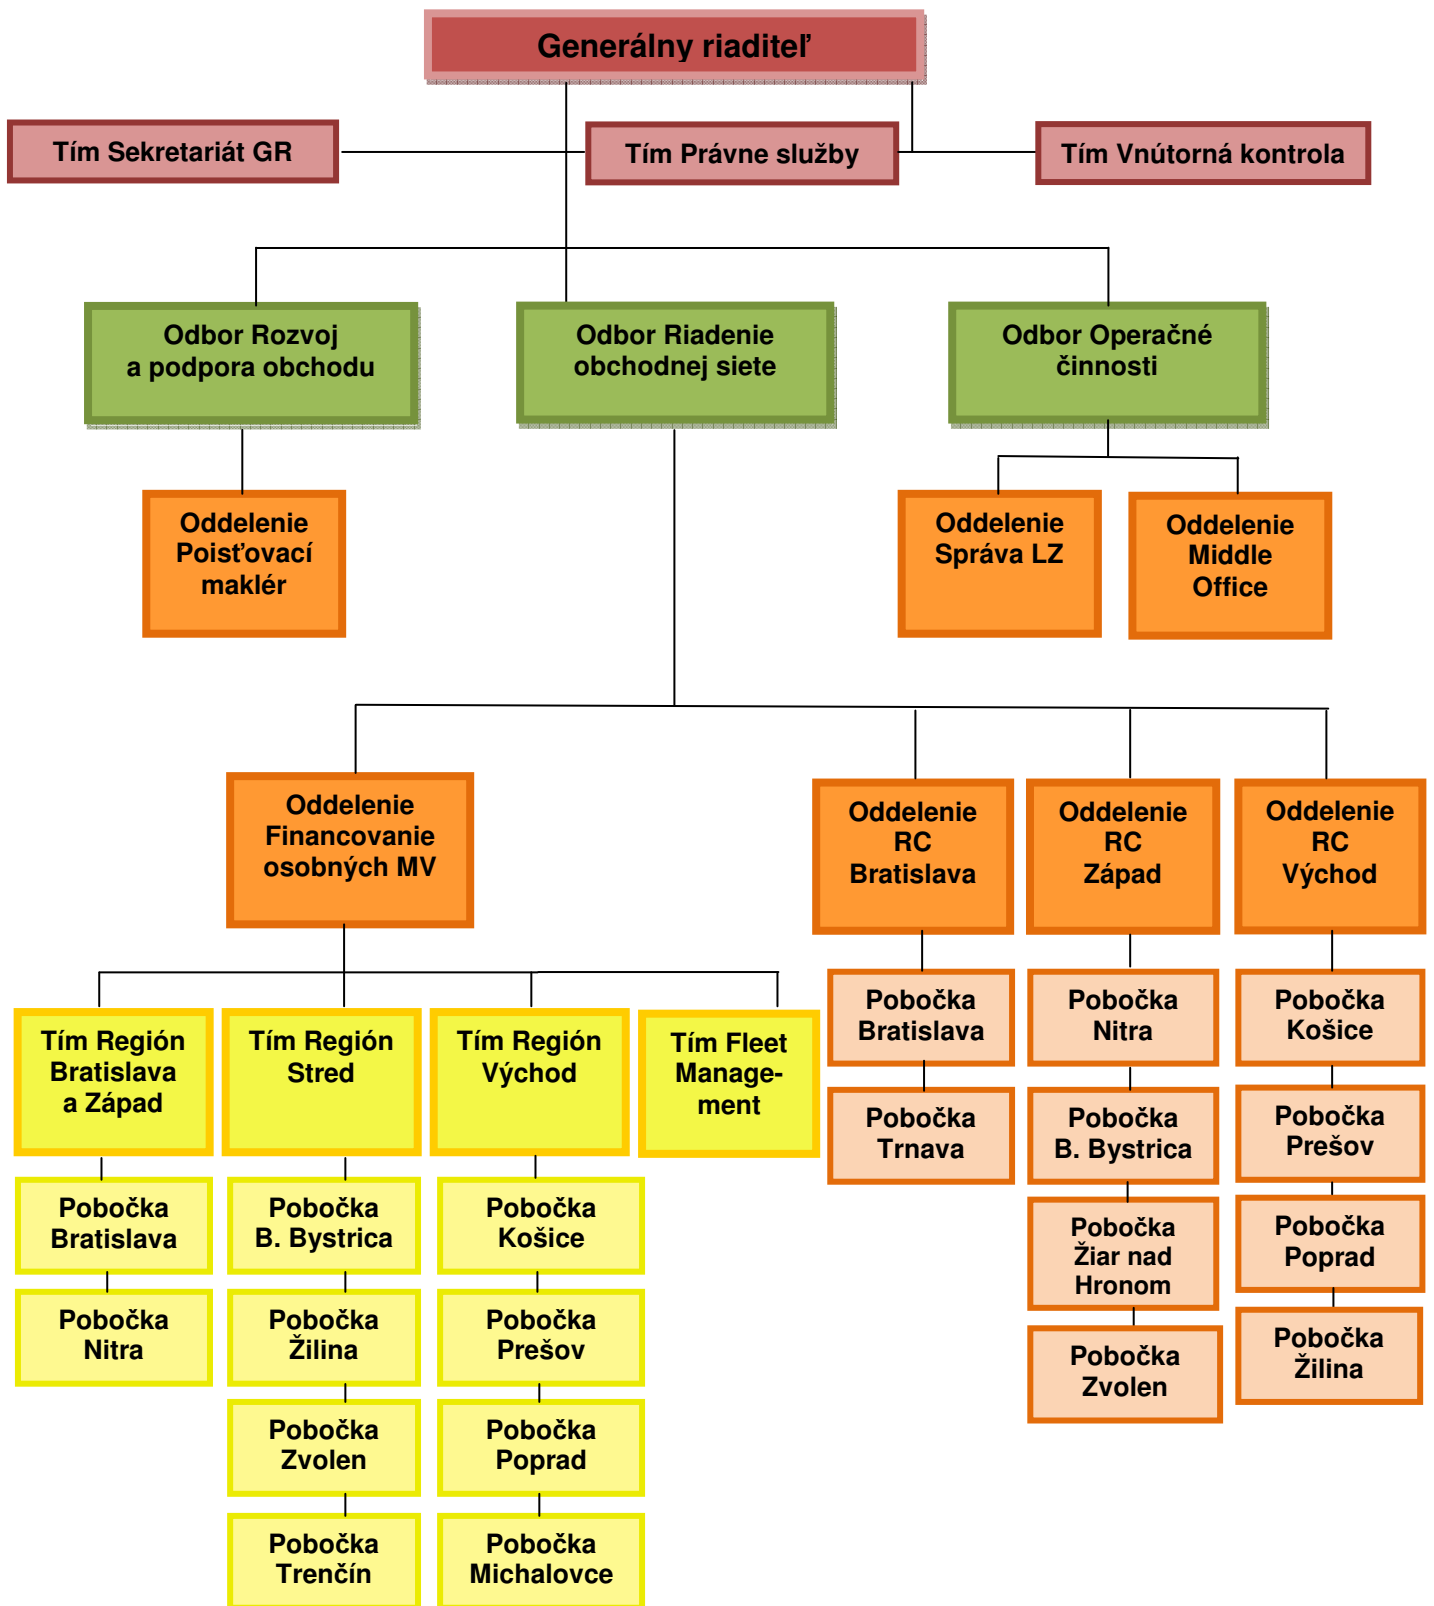 Generálny riaditeľ
Tím Sekretariát GR
Tím Právne služby
Tím Vnútorná kontrola
Odbor Rozvoj
a podpora obchodu
Odbor Riadenie
obchodnej siete
Odbor Operačné
činnosti
Oddelenie
Poisťovací
maklér
Oddelenie
Správa LZ
Oddelenie
Middle
Office
Oddelenie
Financovanie
osobných MV
Oddelenie
RC
Bratislava
Oddelenie
RC
Západ
Oddelenie
RC
Východ
Tím Región
Bratislava
a Západ
Tím Región
Stred
Tím Región
Východ
Tím Fleet
Manage-
ment
Pobočka
Bratislava
Pobočka
Nitra
Pobočka
B. Bystrica
Pobočka
Žilina
Pobočka
Zvolen
Pobočka
Trenčín
Pobočka
Košice
Pobočka
Prešov
Pobočka
Poprad
Pobočka
Michalovce
Pobočka
Bratislava
Pobočka
Trnava
Pobočka
Nitra
Pobočka
B. Bystrica
Pobočka
Žiar nad
Hronom
Pobočka
Zvolen
Pobočka
Košice
Pobočka
Prešov
Pobočka
Poprad
Pobočka
Žilina